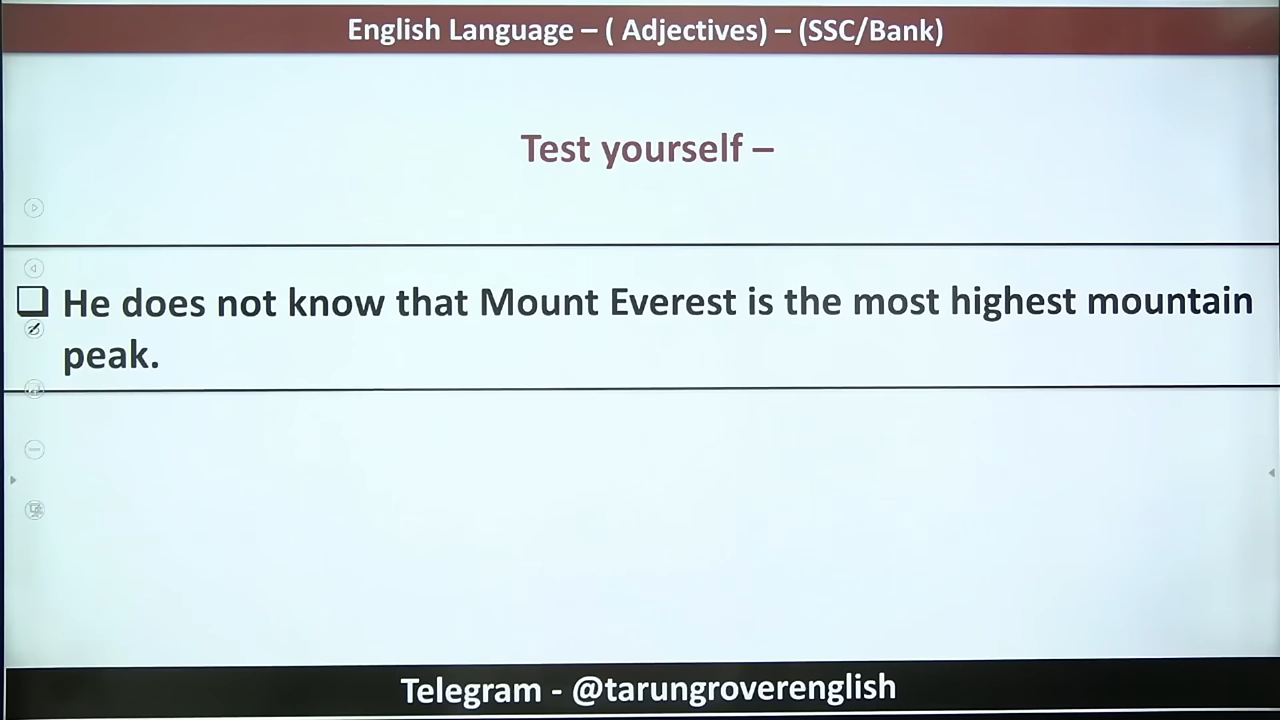 English Language – ( Adjectives) – (SSC/Bank)
Test yourself –
❑ He does not know that Mount Everest is the most highest mountain
peak.
Telegram - @tarungroverenglish